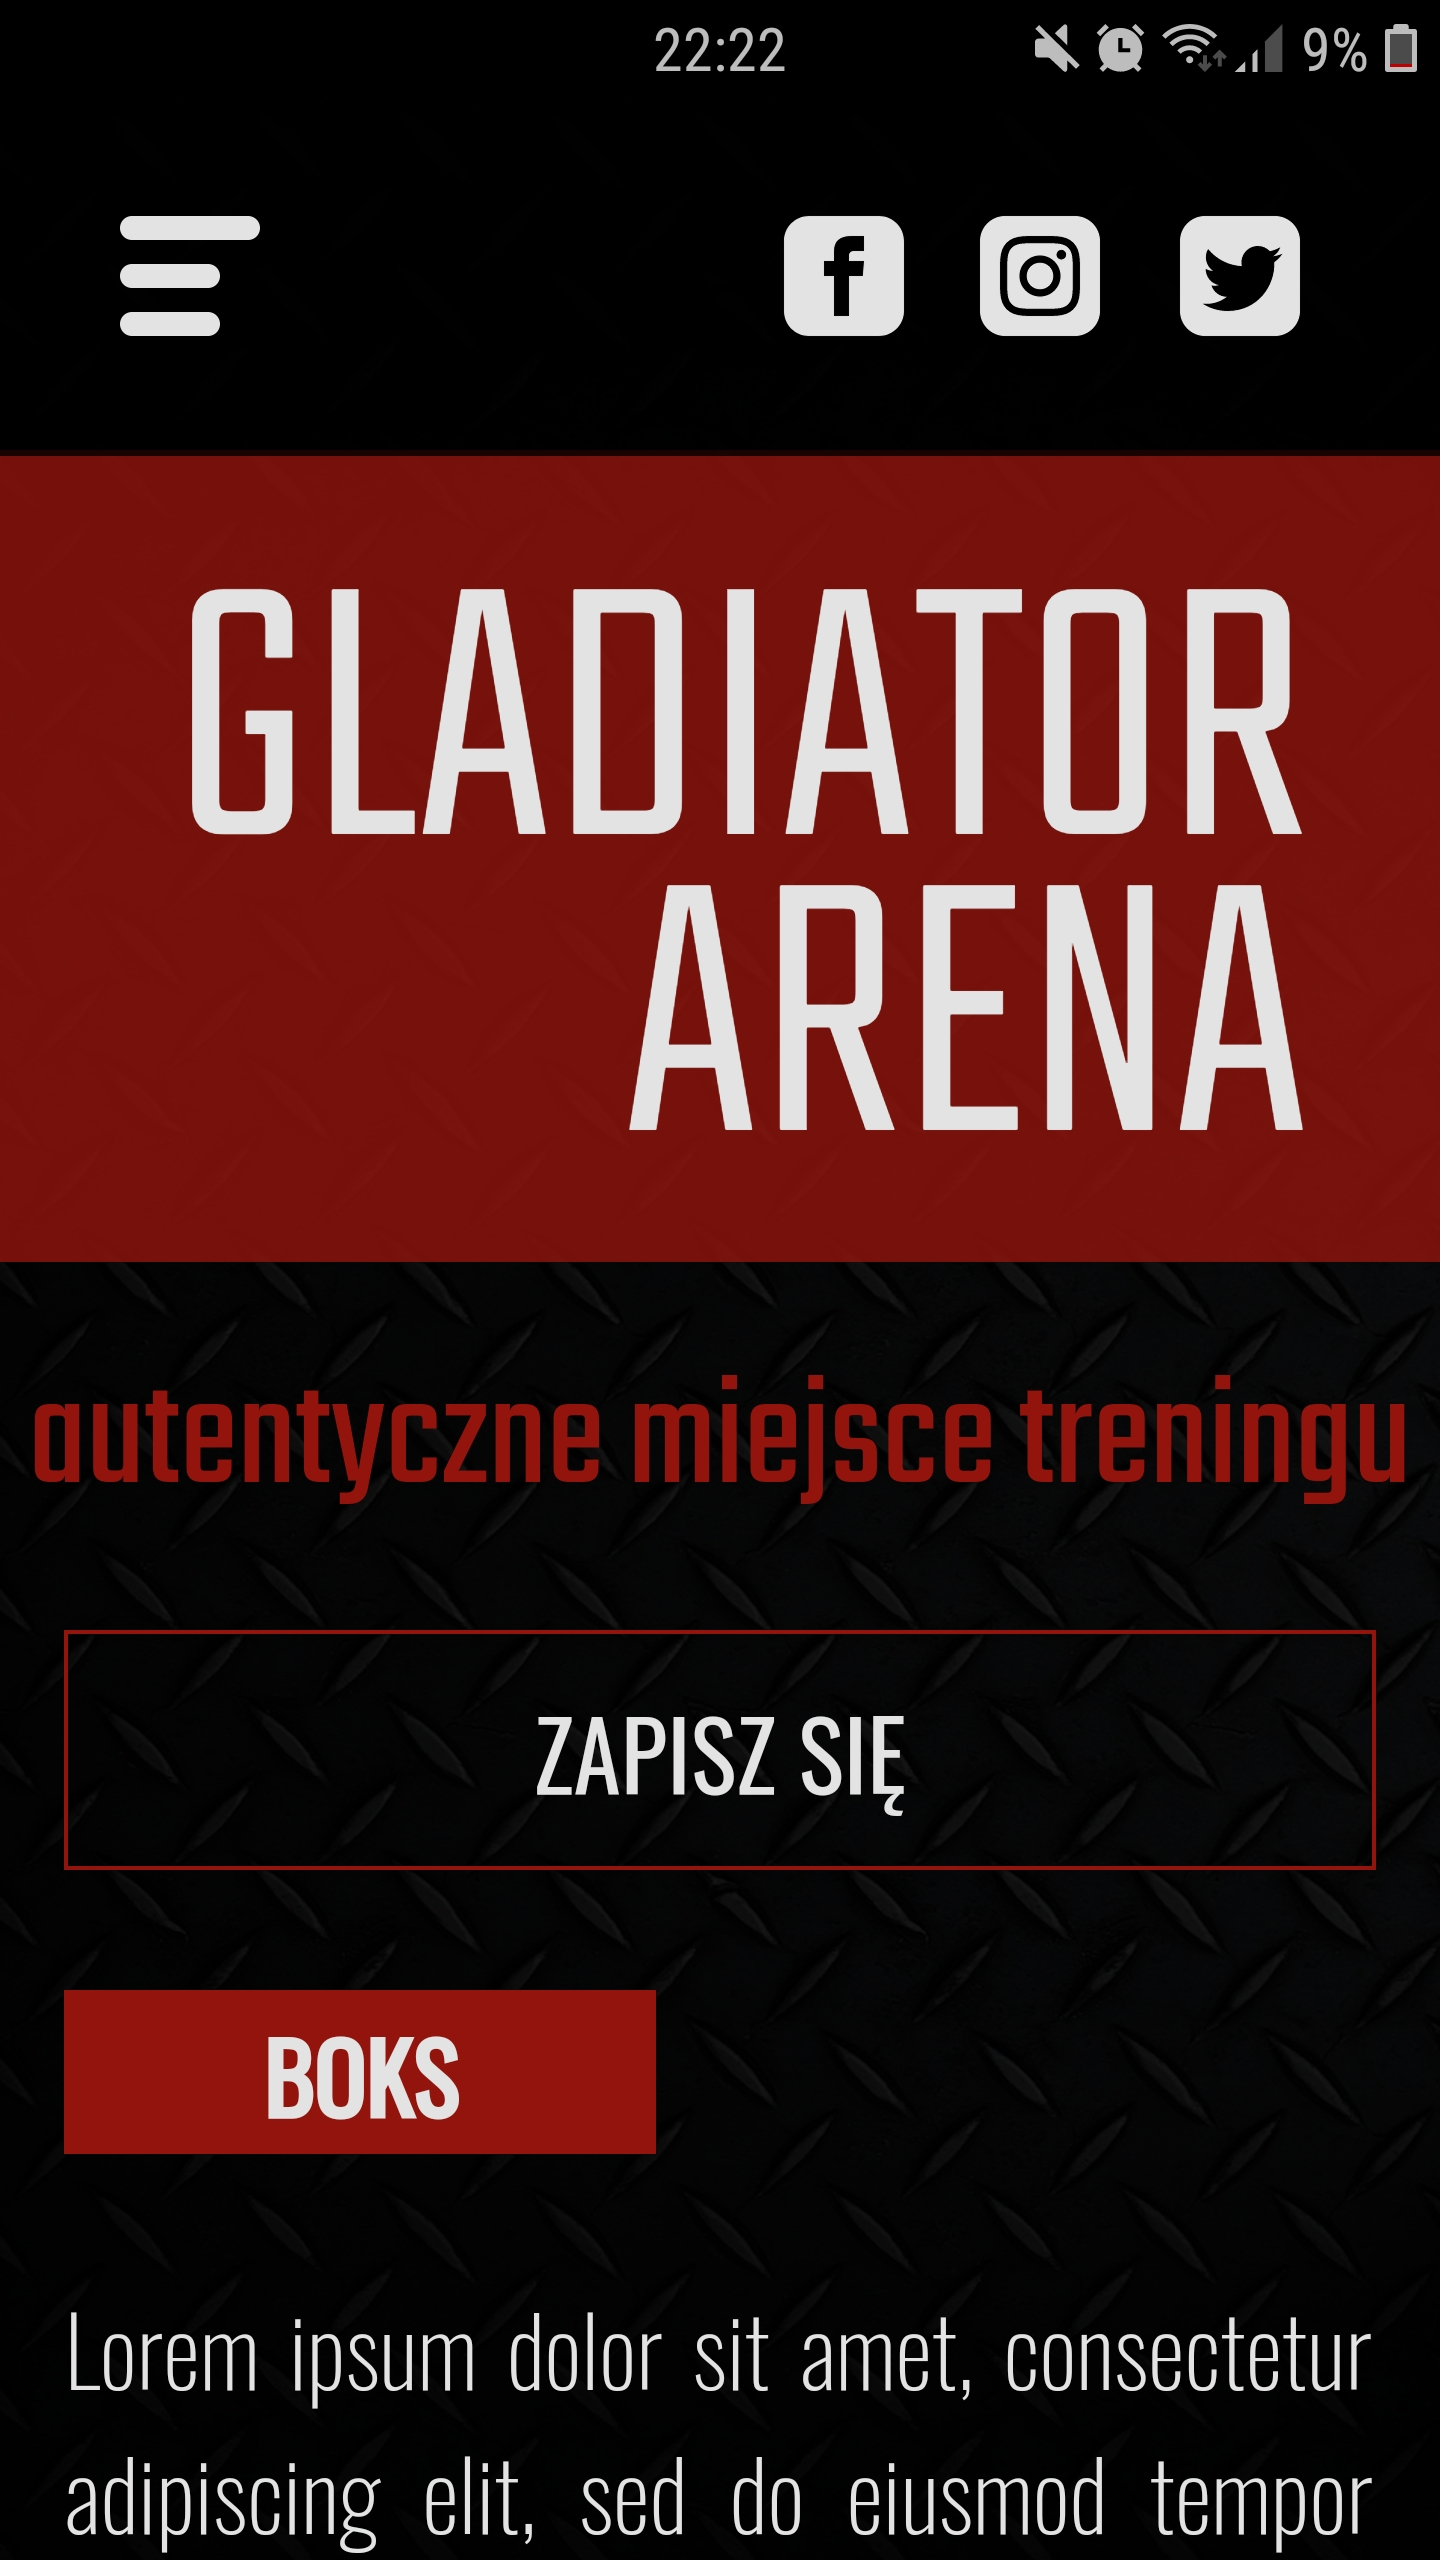 22:22 9%
GLADIATOR
ARENA
autentyczne miejsce treningu
ZAPISZ SIĘ
BOKS
Lorem ipsum dolor sit amet, consectetur
adipiscing elit, sed do eiusmod tempor